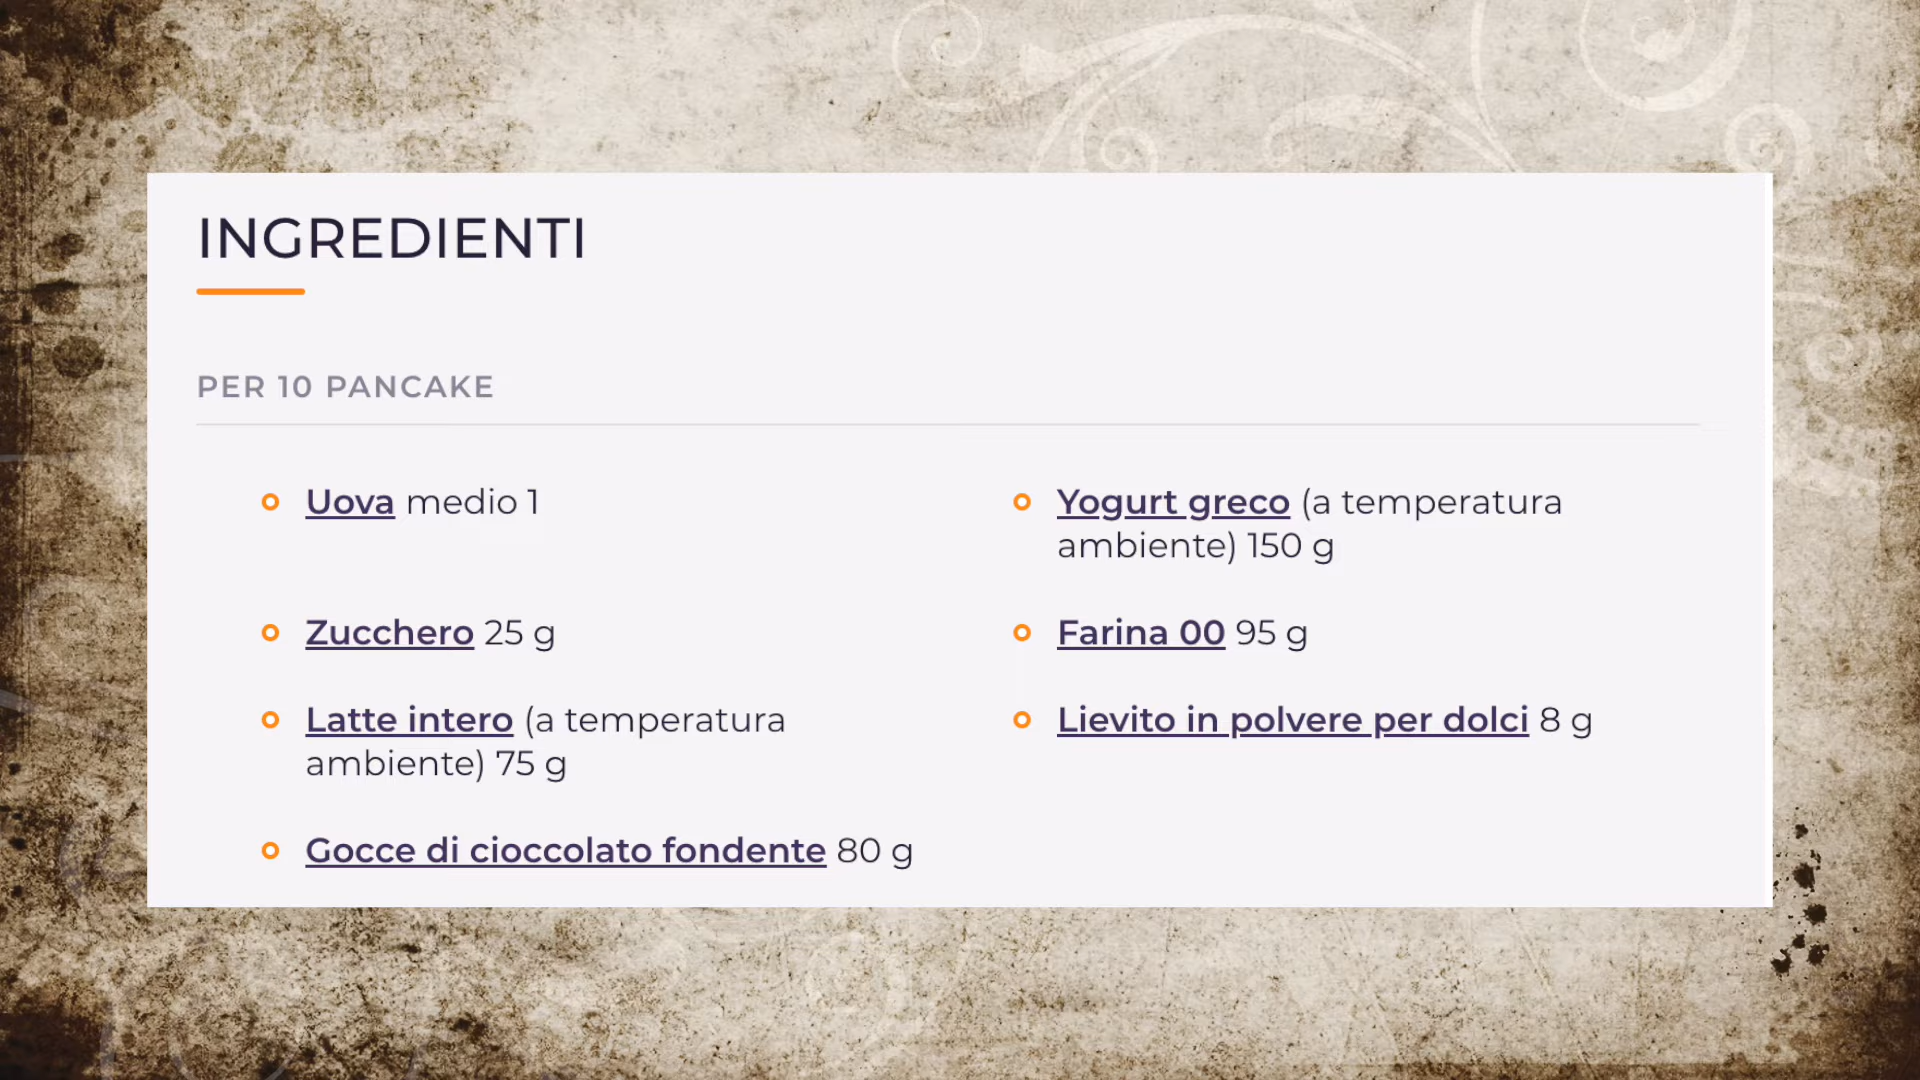 INGREDIENTI
PER 10 PANCAKE
Uova medio 1
Yogurt greco (a temperatura
ambiente) 150 g
Zucchero 25 g
Farina 00 95 g
Latte intero (a temperatura
ambiente) 75 g
Lievito in polvere per dolci 8 g
Gocce di cioccolato fondente 80 g